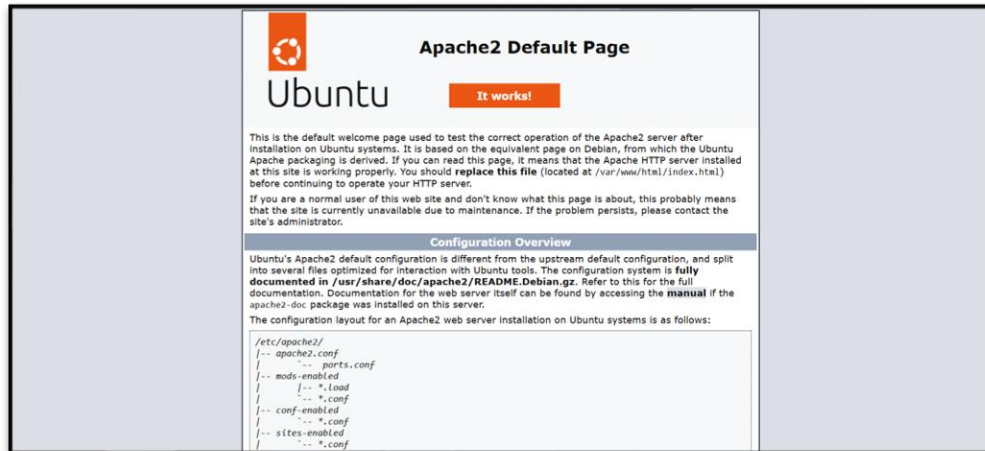 Apache2 Default Page
Ubuntu
It works!
This is the default welcome page used to test the correct operation of the Apache2 server after
installation on Ubuntu systems. It is based on the equivalent page on Debian, from which the Ubuntu
Apache packaging is derived. If you can read this page, it means that the Apache HTTP server installed
at this site is working properly. You should replace this file (located at /var/www/html/index.html)
before continuing to operate your HTTP server.
If you are a normal user of this web site and don't know what this page is about, this probably means
that the site is currently unavailable due to maintenance. If the problem persists, please contact the
site's administrator.
Configuration Overview
Ubuntu's Apache2 default configuration is different from the upstream default configuration, and split
into several files optimized for interaction with Ubuntu tools. The configuration system is fully
documented in /usr/share/doc/apache2/README.Debian.gz. Refer to this for the full
documentation. Documentation for the web server itself can be found by accessing the manual if the
apache2-doc package was installed on this server.
The configuration layout for an Apache2 web server installation on Ubuntu systems is as follows:
/etc/apache2/
|-- apache2.conf
|       `--  ports.conf
|-- mods-enabled
|       |-- *.load
|       `-- *.conf
|-- conf-enabled
|       `-- *.conf
|-- sites-enabled
|       `-- *.conf